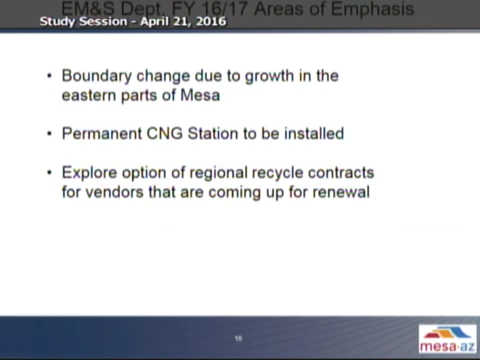 EM&S Dept. FY 16/17 Areas of Emphasis
Study Session - April 21, 2016
• Boundary change due to growth in the
eastern parts of Mesa
• Permanent CNG Station to be installed
• Explore option of regional recycle contracts
for vendors that are coming up for renewal
mesa·az